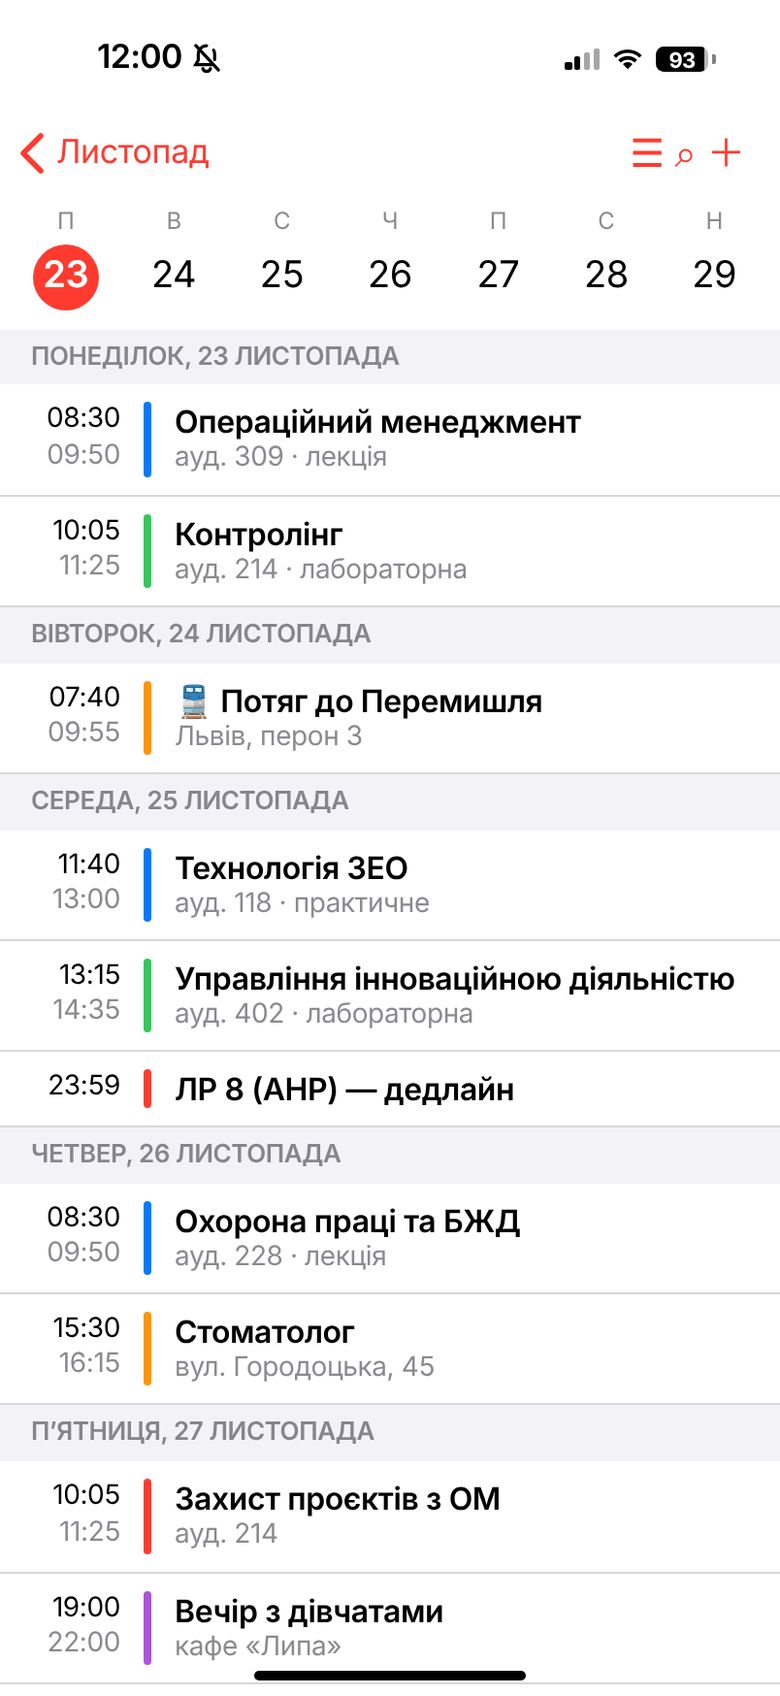 12:00
93
Листопад
П В С Ч П С Н
23 24 25 26 27 28 29
ПОНЕДІЛОК, 23 ЛИСТОПАДА
08:30 Операційний менеджмент
09:50 ауд. 309 · лекція
10:05 Контролінг
11:25 ауд. 214 · лабораторна
ВІВТОРОК, 24 ЛИСТОПАДА
07:40 🚆 Потяг до Перемишля
09:55 Львів, перон 3
СЕРЕДА, 25 ЛИСТОПАДА
11:40 Технологія ЗЕО
13:00 ауд. 118 · практичне
13:15 Управління інноваційною діяльністю
14:35 ауд. 402 · лабораторна
23:59 ЛР 8 (АНР) — дедлайн
ЧЕТВЕР, 26 ЛИСТОПАДА
08:30 Охорона праці та БЖД
09:50 ауд. 228 · лекція
15:30 Стоматолог
16:15 вул. Городоцька, 45
П’ЯТНИЦЯ, 27 ЛИСТОПАДА
10:05 Захист проєктів з ОМ
11:25 ауд. 214
19:00 Вечір з дівчатами
22:00 кафе «Липа»